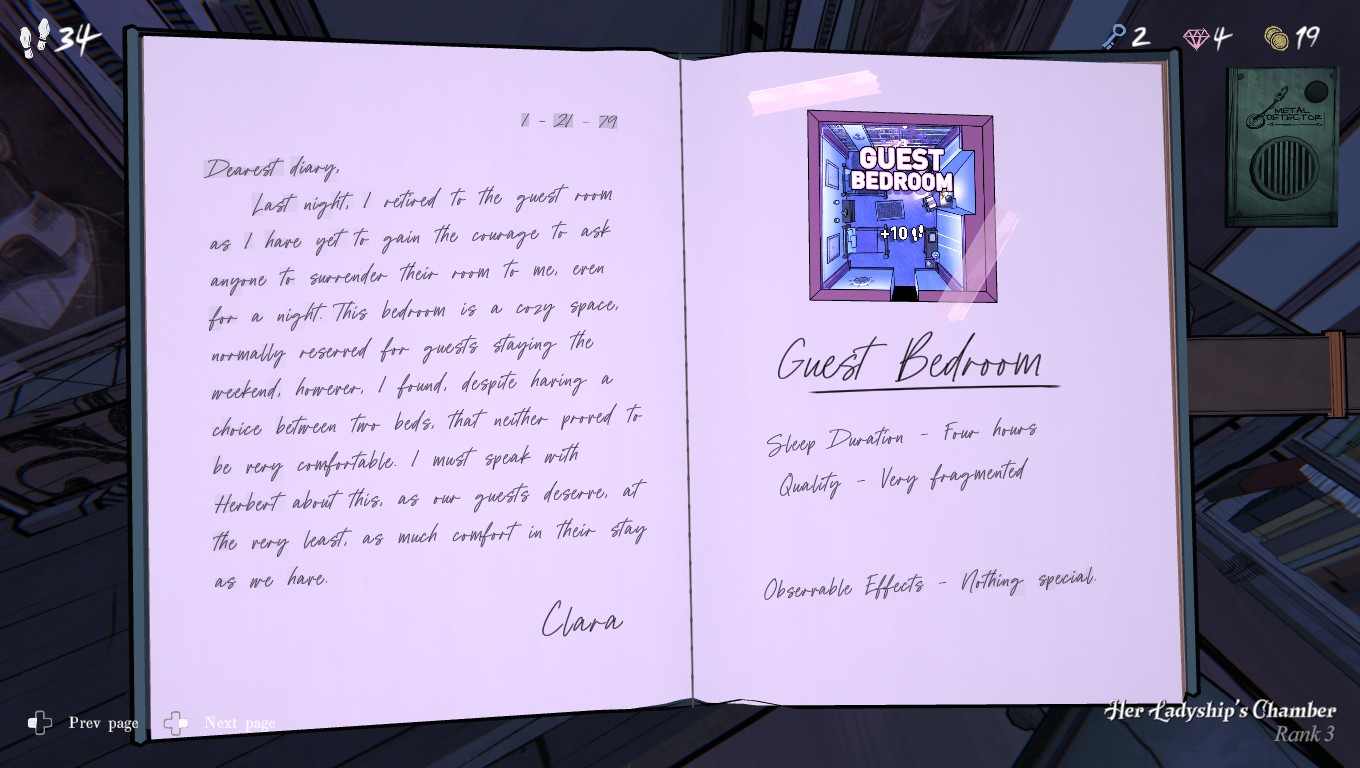 34
2
4
19
METAL
DETECTOR
1 - 21 - 79
Dearest diary,
Last night, I retired to the guest room
as I have yet to gain the courage to ask
anyone to surrender their room to me, even
for a night. This bedroom is a cozy space,
normally reserved for guests staying the
weekend, however, I found, despite having a
choice between two beds, that neither proved to
be very comfortable. I must speak with
Herbert about this, as our guests deserve, at
the very least, as much comfort in their stay
as we have.
Clara
GUEST
BEDROOM
+10
Guest Bedroom
Sleep Duration - Four hours
Quality - Very fragmented
Observable Effects - Nothing special.
Prev page
Next page
Her Ladyship's Chamber
Rank 3